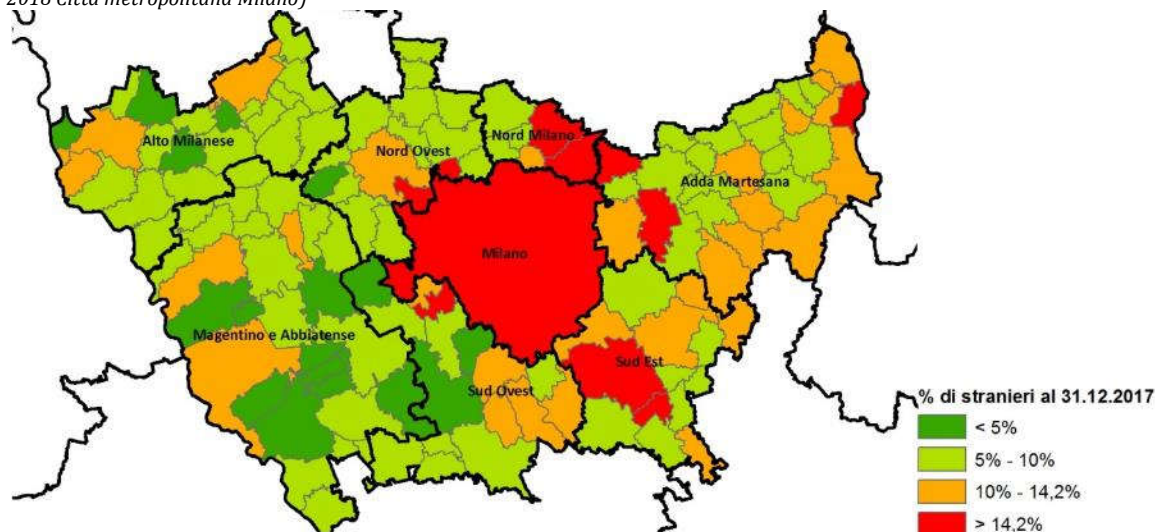 2018 Città metropolitana Milano)
Alto Milanese
Nord Ovest
Nord Milano
Adda Martesana
Milano
Magentino e Abbiatense
Sud Ovest
Sud Est
% di stranieri al 31.12.2017
< 5%
5% - 10%
10% - 14,2%
> 14,2%